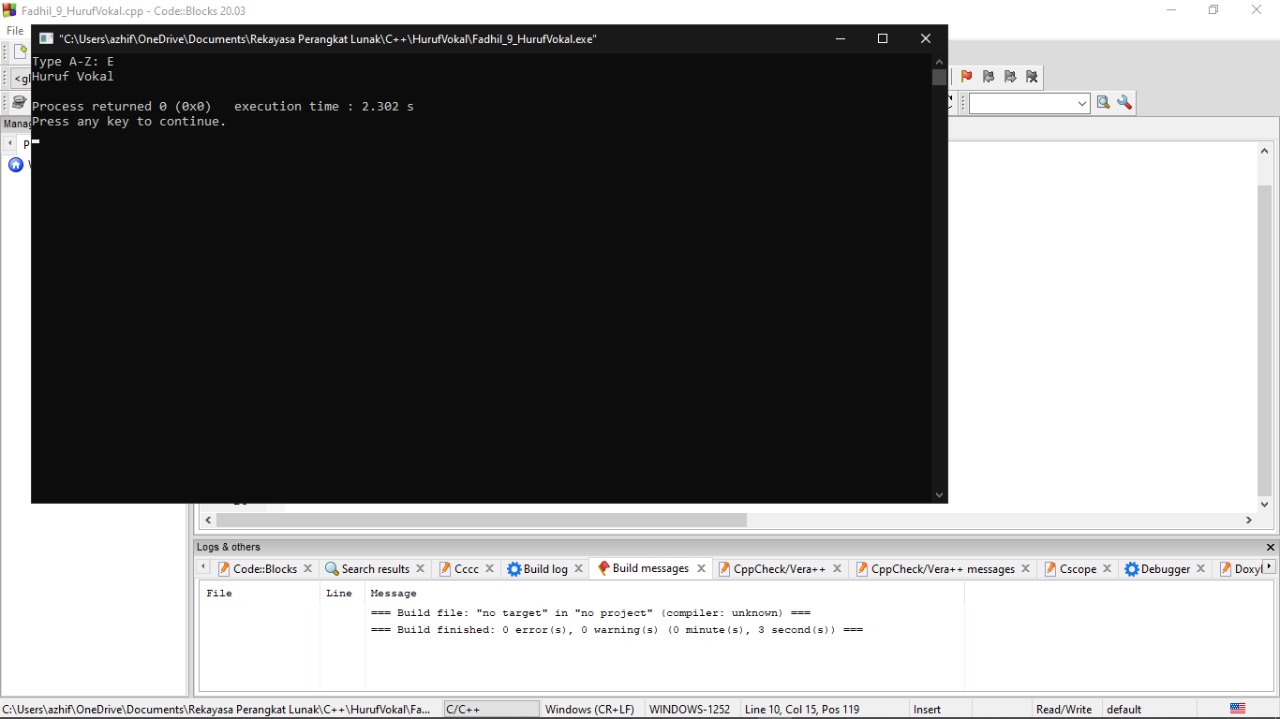 Fadhil_9_HurufVokal.cpp - Code::Blocks 20.03
File
"C:\Users\azhif\OneDrive\Documents\Rekayasa Perangkat Lunak\C++\HurufVokal\Fadhil_9_HurufVokal.exe"
Type A-Z: E
Huruf Vokal
Process returned 0 (0x0)   execution time : 2.302 s
Press any key to continue.
Logs & others
Code::Blocks
Search results
Cccc
Build log
Build messages
CppCheck/Vera++
CppCheck/Vera++ messages
Cscope
Debugger
File Line Message
=== Build file: "no target" in "no project" (compiler: unknown) ===
=== Build finished: 0 error(s), 0 warning(s) (0 minute(s), 3 second(s)) ===
C:\Users\azhif\OneDrive\Documents\Rekayasa Perangkat Lunak\C++\HurufVokal\Fa... C/C++ Windows (CR+LF) WINDOWS-1252 Line 10, Col 15, Pos 119 Insert Read/Write default